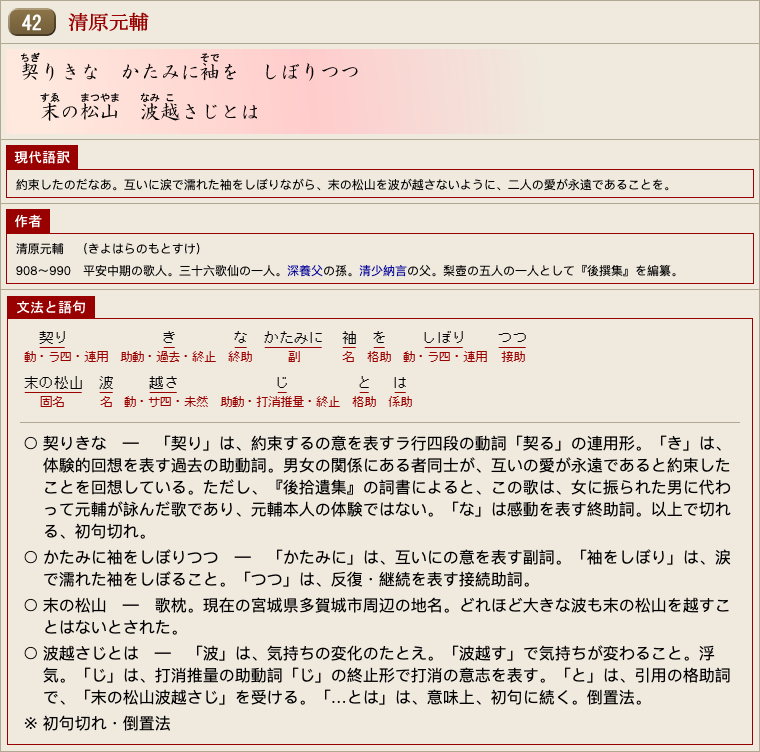 42 清原元輔
ちぎ そで
契りきな　かたみに袖を　しぼりつつ
すゑ まつやま なみ こ
末の松山　波越さじとは
現代語訳
約束したのだなあ。互いに涙で濡れた袖をしぼりながら、末の松山を波が越さないように、二人の愛が永遠であることを。
作者
清原元輔　（きよはらのもとすけ）
908～990　平安中期の歌人。三十六歌仙の一人。深養父の孫。清少納言の父。梨壺の五人の一人として『後撰集』を編纂。
文法と語句
契り き な かたみに 袖 を しぼり つつ
動・ラ四・連用 助動・過去・終止 終助 副 名 格助 動・ラ四・連用 接助
末の松山 波 越さ じ と は
固名 名 動・サ四・未然 助動・打消推量・終止 格助 係助
○ 契りきな　―　「契り」は、約束するの意を表すラ行四段の動詞「契る」の連用形。「き」は、
体験的回想を表す過去の助動詞。男女の関係にある者同士が、互いの愛が永遠であると約束した
ことを回想している。ただし、『後拾遺集』の詞書によると、この歌は、女に振られた男に代わ
って元輔が詠んだ歌であり、元輔本人の体験ではない。「な」は感動を表す終助詞。以上で切れ
る、初句切れ。
○ かたみに袖をしぼりつつ　―　「かたみに」は、互いにの意を表す副詞。「袖をしぼり」は、涙
で濡れた袖をしぼること。「つつ」は、反復・継続を表す接続助詞。
○ 末の松山　―　歌枕。現在の宮城県多賀城市周辺の地名。どれほど大きな波も末の松山を越すこ
とはないとされた。
○ 波越さじとは　―　「波」は、気持ちの変化のたとえ。「波越す」で気持ちが変わること。浮
気。「じ」は、打消推量の助動詞「じ」の終止形で打消の意志を表す。「と」は、引用の格助詞
で、「末の松山波越さじ」を受ける。「…とは」は、意味上、初句に続く。倒置法。
※ 初句切れ・倒置法